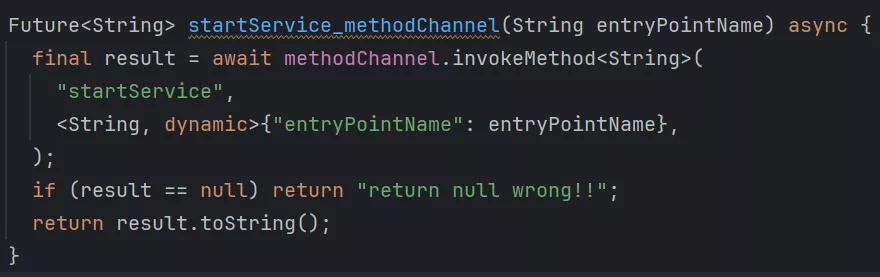 Future<String> startService_methodChannel(String entryPointName) async {
  final result = await methodChannel.invokeMethod<String>(
    "startService",
    <String, dynamic>{"entryPointName": entryPointName},
  );
  if (result == null) return "return null wrong!!";
  return result.toString();
}